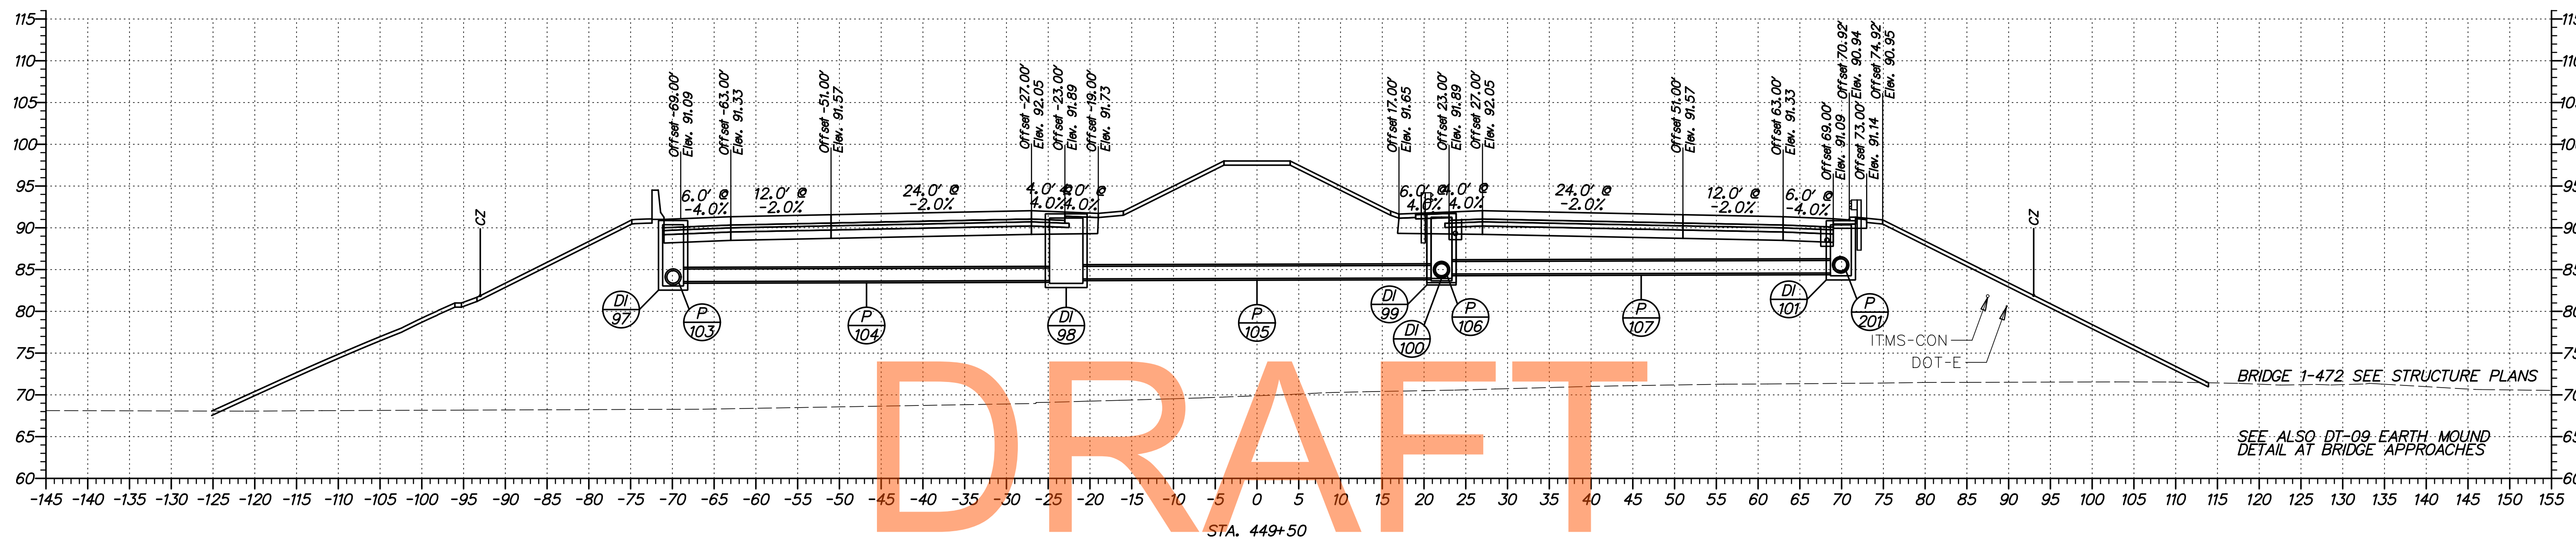 115
110
105
100
95
90
85
80
75
70
65
60
Offset -69.00'
Elev. 91.09
Offset -63.00'
Elev. 91.33
Offset -51.00'
Elev. 91.57
Offset -27.00'
Elev. 92.05
Offset -23.00'
Elev. 91.89
Offset -19.00'
Elev. 91.73
Offset 17.00'
Elev. 91.65
Offset 23.00'
Elev. 91.89
Offset 27.00'
Elev. 92.05
Offset 51.00'
Elev. 91.57
Offset 63.00'
Elev. 91.33
Offset 69.00'
Elev. 91.09
Offset 70.92'
Elev. 90.94
Offset 73.00'
Elev. 91.14
Offset 74.92'
Elev. 90.95
6.0' @
-4.0%
12.0' @
-2.0%
24.0' @
-2.0%
4.0' @
4.0%
4.0' @
4.0%
6.0' @
4.0%
4.0' @
4.0%
24.0' @
-2.0%
12.0' @
-2.0%
6.0' @
-4.0%
CZ
CZ
DI
97
P
103
P
104
DI
98
P
105
DI
99
DI
100
P
106
P
107
DI
101
P
201
ITMS-CON
DOT-E
BRIDGE 1-472 SEE STRUCTURE PLANS
SEE ALSO DT-09 EARTH MOUND
DETAIL AT BRIDGE APPROACHES
DRAFT
-145 -140 -135 -130 -125 -120 -115 -110 -105 -100 -95 -90 -85 -80 -75 -70 -65 -60 -55 -50 -45 -40 -35 -30 -25 -20 -15 -10 -5 0 5 10 15 20 25 30 35 40 45 50 55 60 65 70 75 80 85 90 95 100 105 110 115 120 125 130 135 140 145 150 155
STA. 449+50